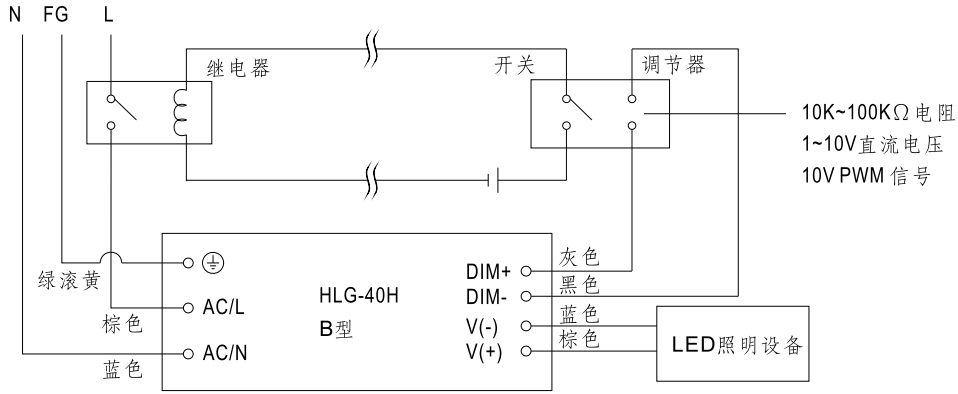 N FG L
继电器
开关
调节器
10K~100KΩ电阻
1~10V直流电压
10V PWM 信号
绿滚黄
棕色
蓝色
AC/L
AC/N
HLG-40H
B型
DIM+
DIM-
V(-)
V(+)
灰色
黑色
蓝色
棕色
LED照明设备